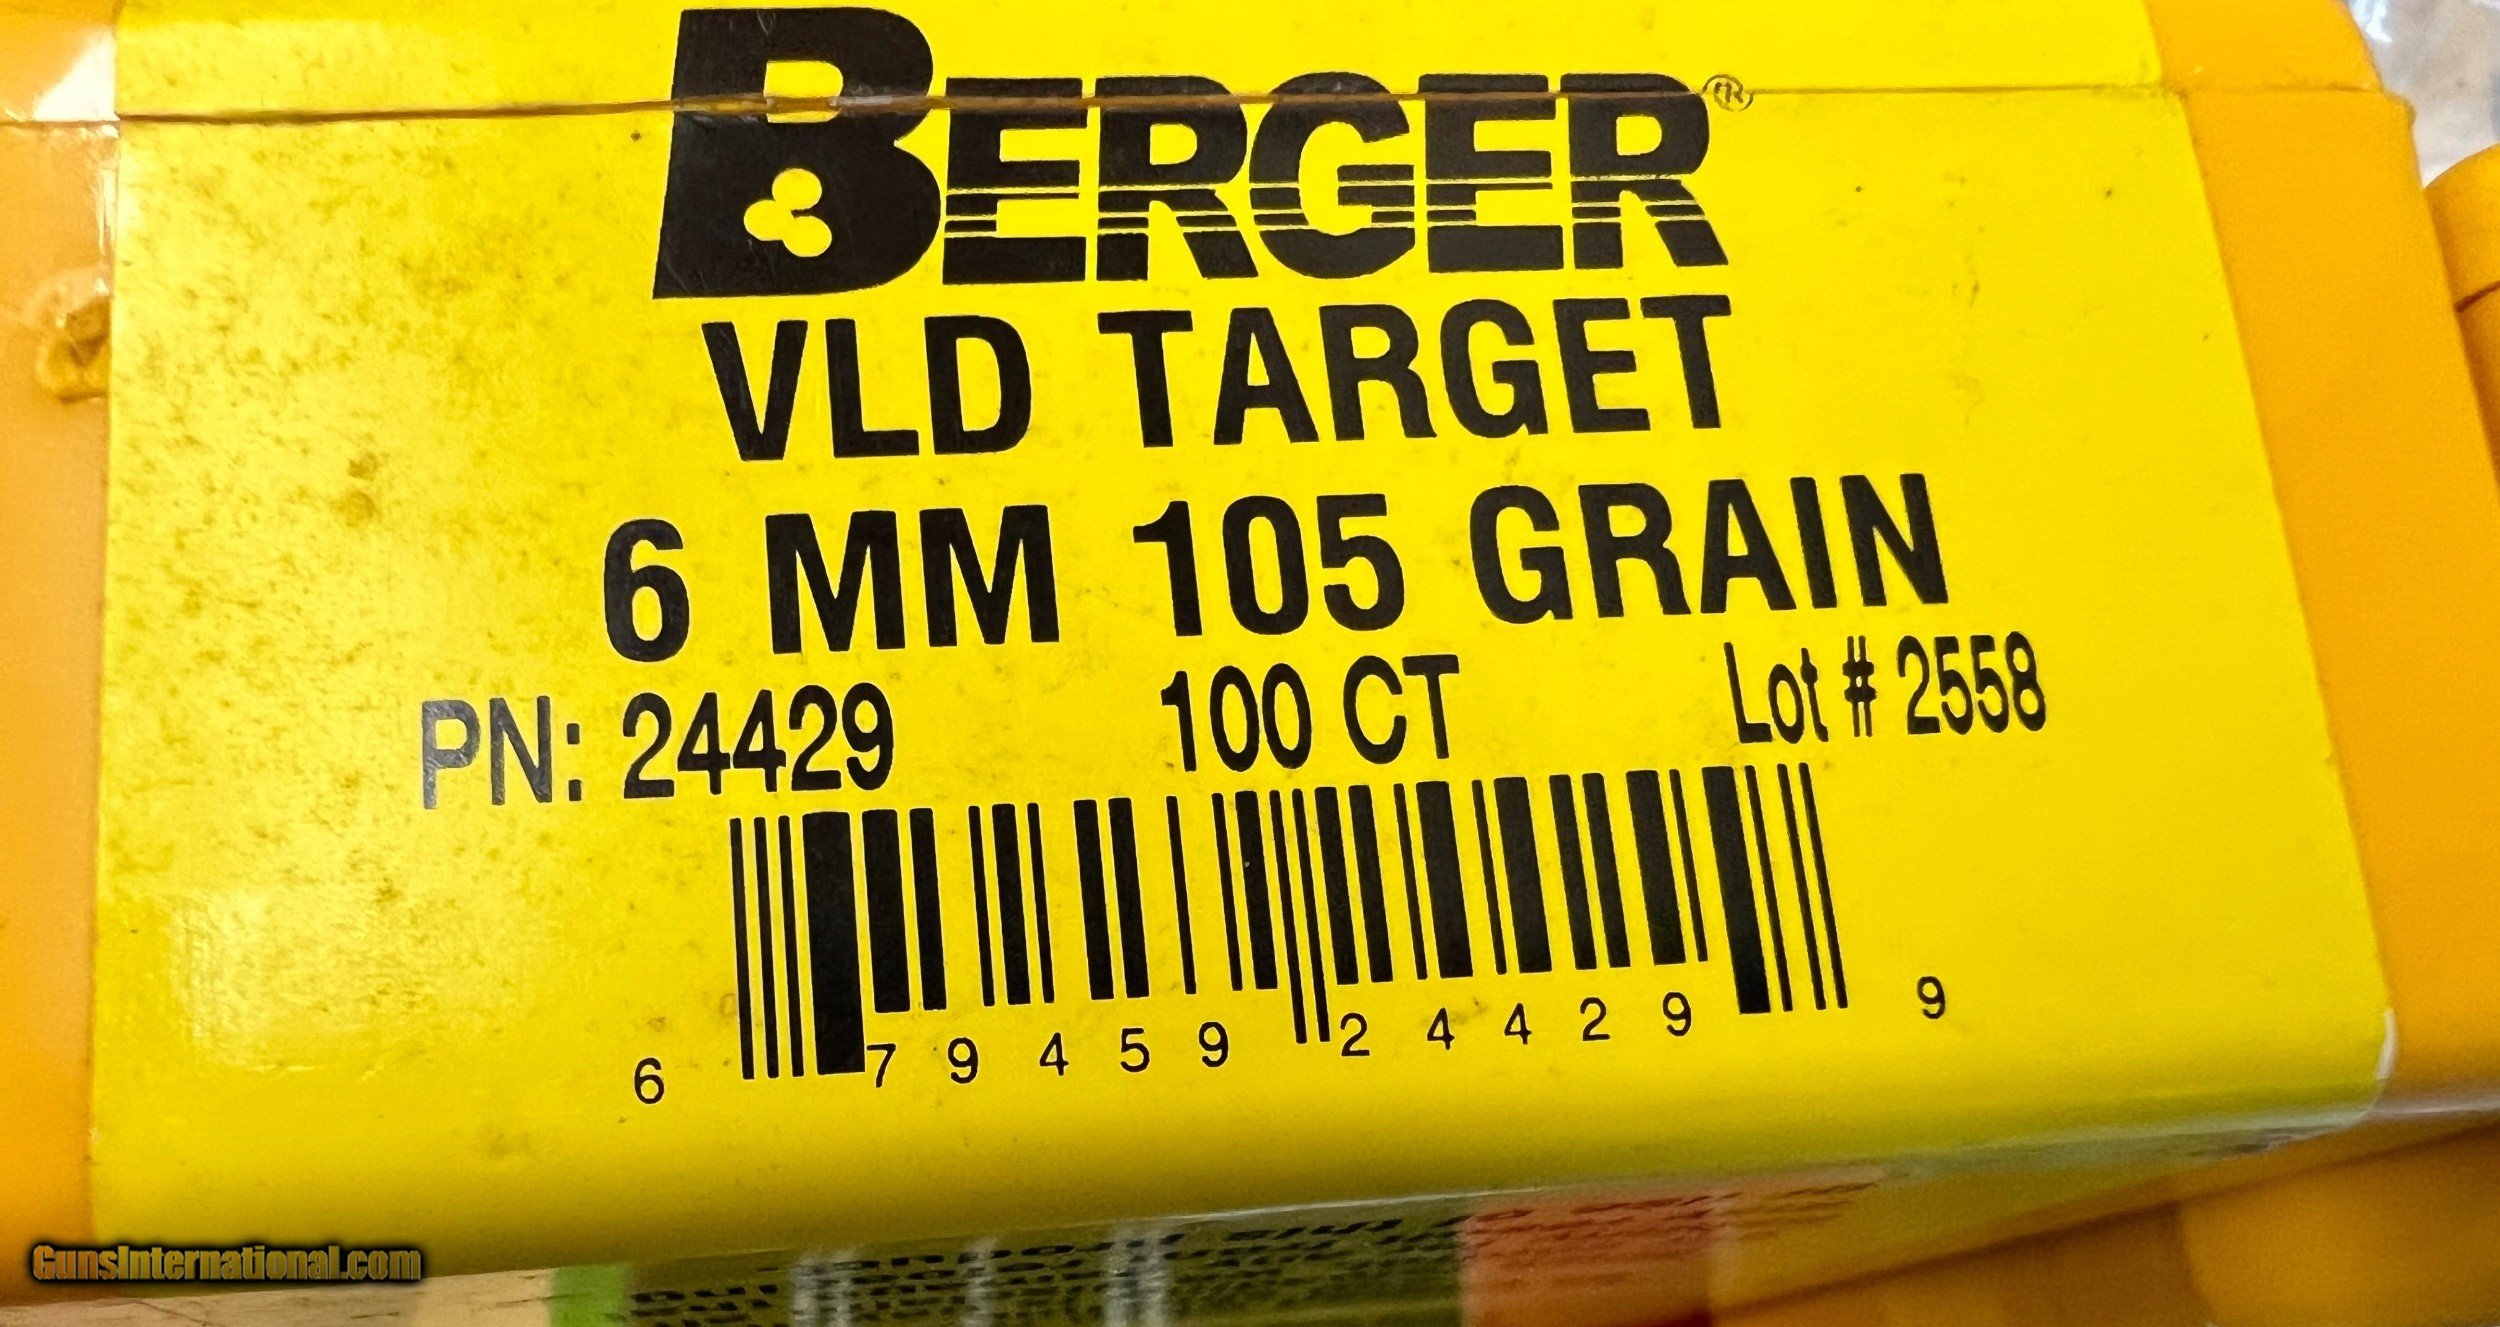 BERGER®
VLD TARGET
6 MM 105 GRAIN
PN: 24429 100 CT Lot # 2558
6 79459 24429 9
GunsInternational.com